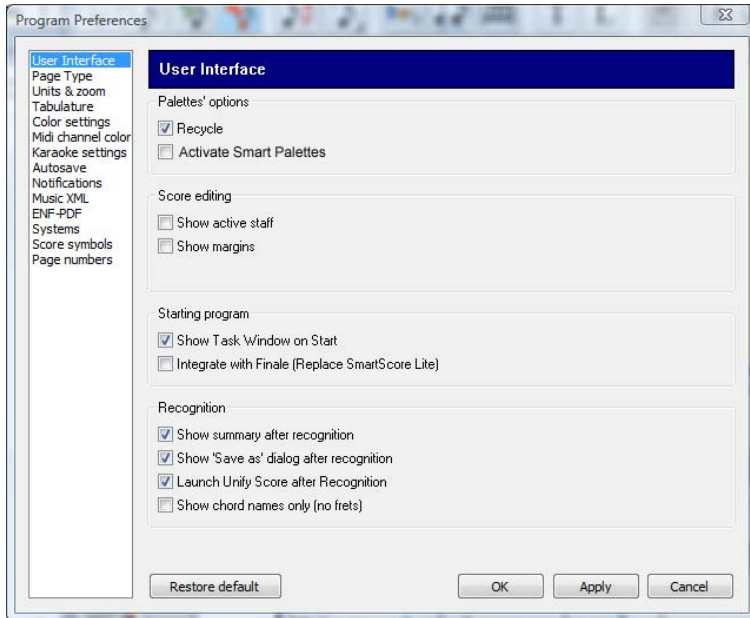 Program Preferences
User Interface
Page Type
Units & zoom
Tabulature
Color settings
Midi channel color
Karaoke settings
Autosave
Notifications
Music XML
ENF-PDF
Systems
Score symbols
Page numbers
User Interface
Palettes' options
Recycle
Activate Smart Palettes
Score editing
Show active staff
Show margins
Starting program
Show Task Window on Start
Integrate with Finale (Replace SmartScore Lite)
Recognition
Show summary after recognition
Show 'Save as' dialog after recognition
Launch Unify Score after Recognition
Show chord names only (no frets)
Restore default
OK
Apply
Cancel